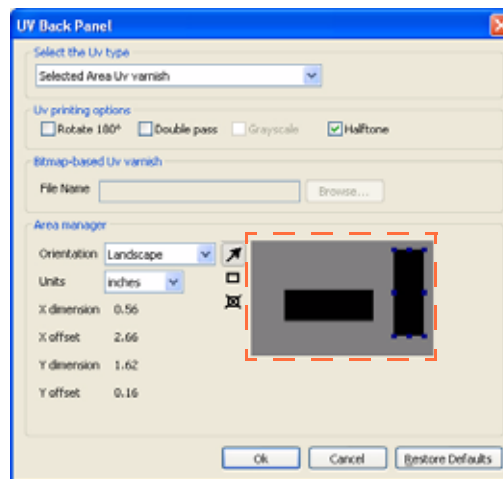 UV Back Panel
Select the Uv type
Selected Area Uv varnish
Uv printing options
Rotate 180° Double pass Grayscale Halftone
Bitmap-based Uv varnish
File Name Browse...
Area manager
Orientation Landscape
Units inches
X dimension 0.56
X offset 2.66
Y dimension 1.62
Y offset 0.16
Ok Cancel Restore Defaults